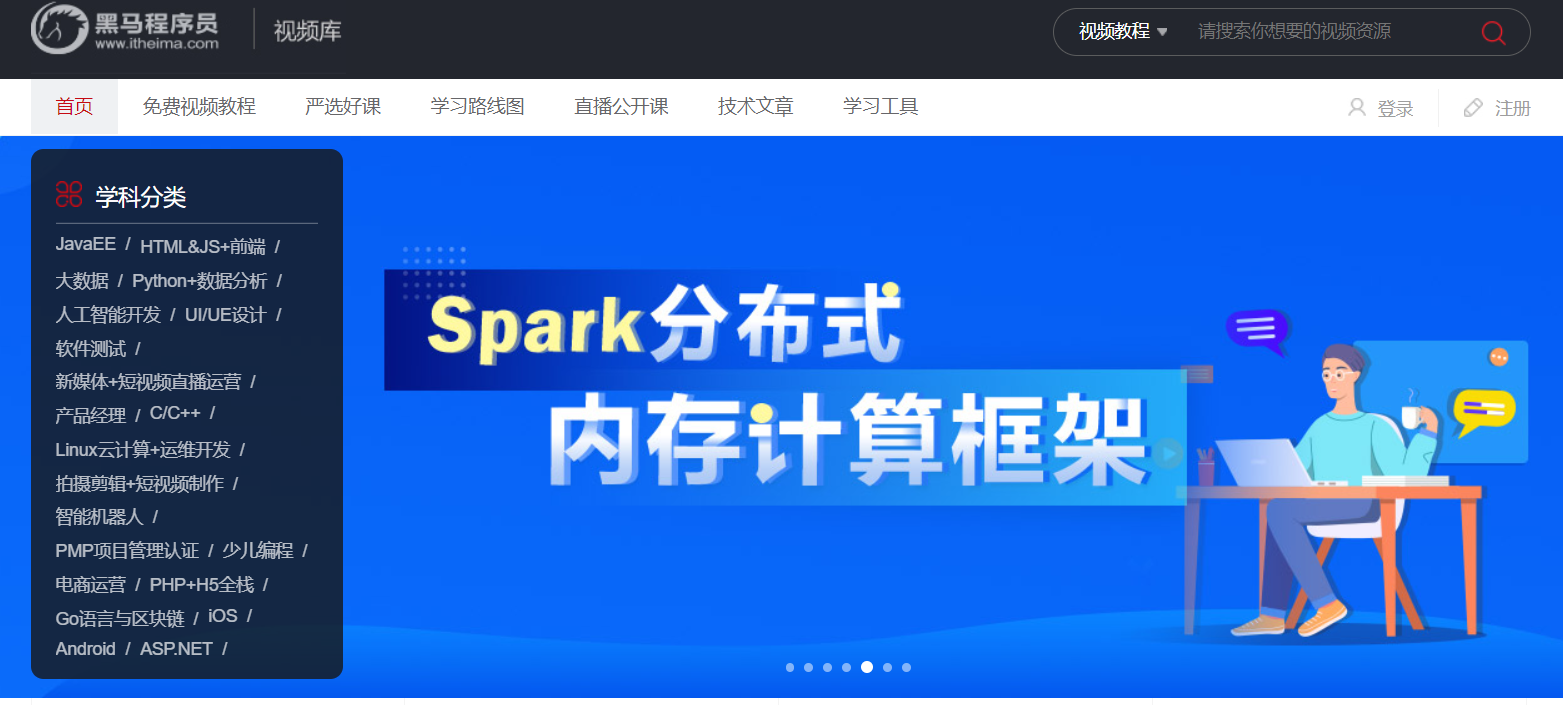 黑马程序员
www.itheima.com
视频库
视频教程 请搜索你想要的视频资源
首页 免费视频教程 严选好课 学习路线图 直播公开课 技术文章 学习工具 登录 注册
学科分类
JavaEE / HTML&JS+前端 /
大数据 / Python+数据分析 /
人工智能开发 / UI/UE设计 /
软件测试 /
新媒体+短视频直播运营 /
产品经理 / C/C++ /
Linux云计算+运维开发 /
拍摄剪辑+短视频制作 /
智能机器人 /
PMP项目管理认证 / 少儿编程 /
电商运营 / PHP+H5全栈 /
Go语言与区块链 / iOS /
Android / ASP.NET /
Spark分布式
内存计算框架